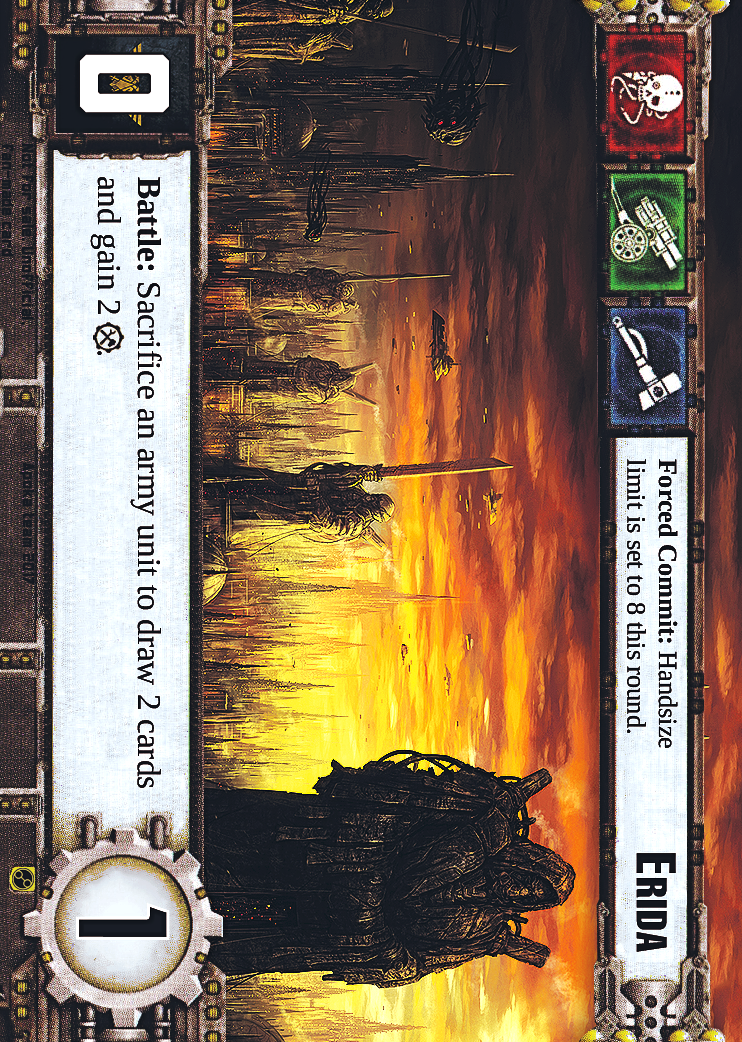 ERIDA
Forced Commit: Handsize
limit is set to 8 this round.
0
Battle: Sacrifice an army unit to draw 2 cards
and gain 2
1